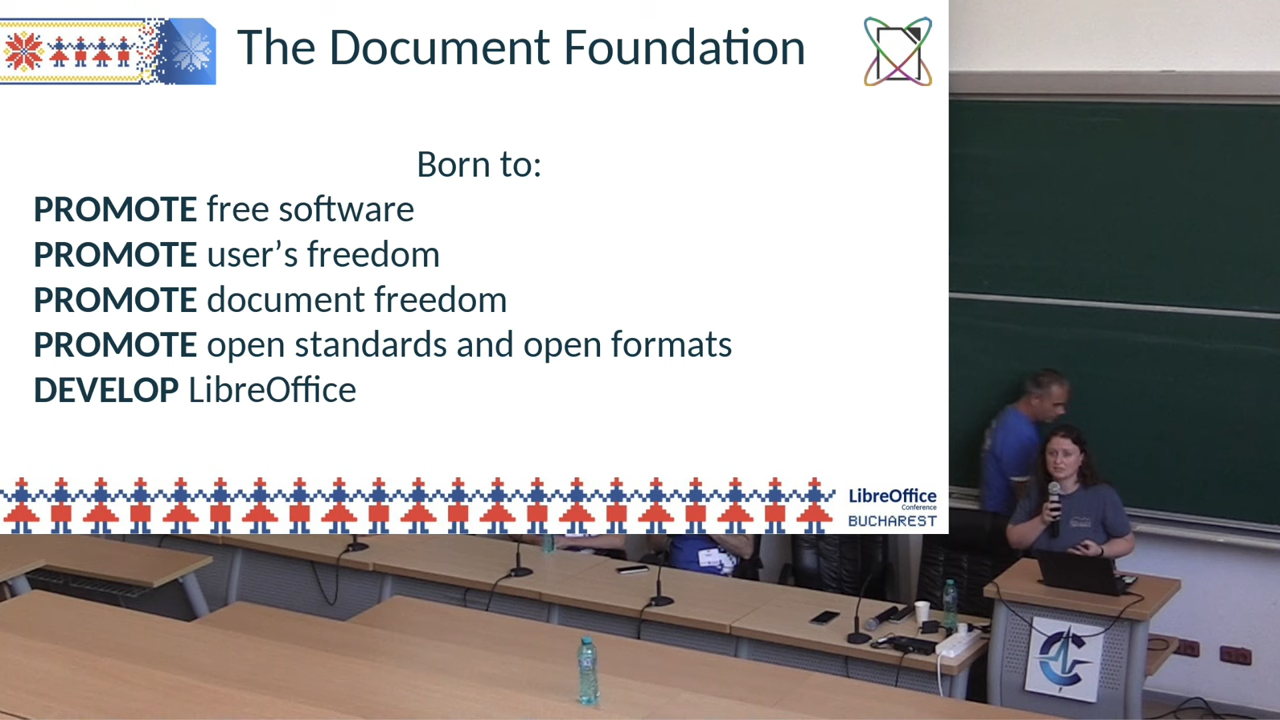 The Document Foundation
Born to:
PROMOTE free software
PROMOTE user’s freedom
PROMOTE document freedom
PROMOTE open standards and open formats
DEVELOP LibreOffice
LibreOffice
Conference
BUCHAREST